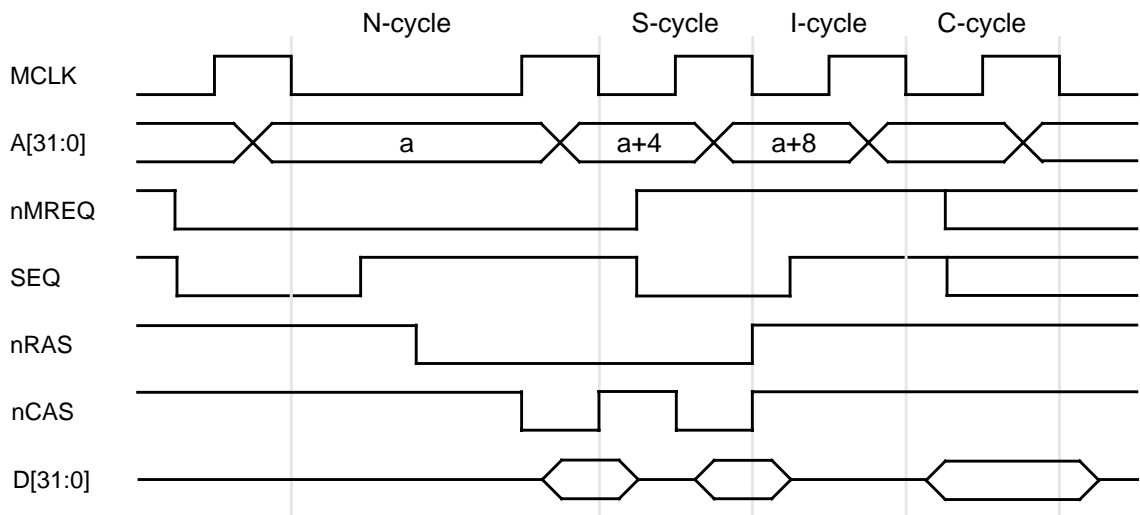 N-cycle S-cycle I-cycle C-cycle
MCLK
A[31:0] a a+4 a+8
nMREQ
SEQ
nRAS
nCAS
D[31:0]